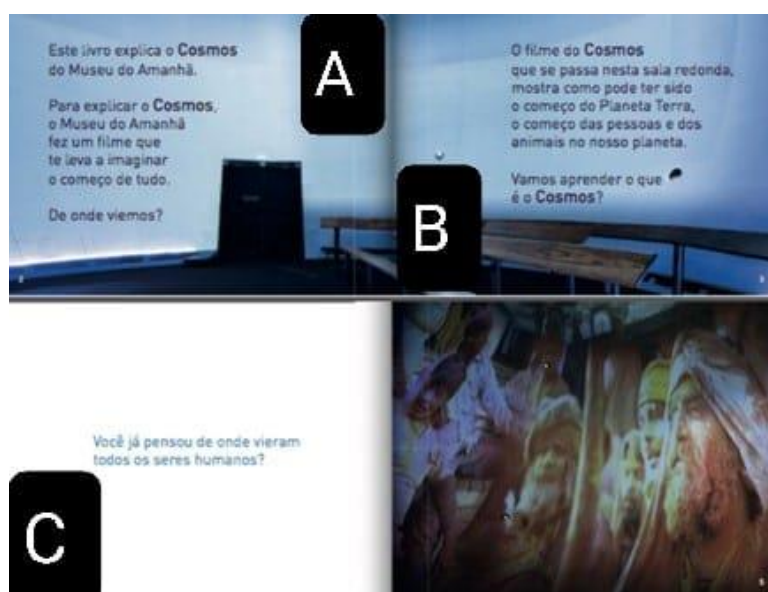 Este livro explica o Cosmos
do Museu do Amanhã.
Para explicar o Cosmos,
o Museu do Amanhã
fez um filme que
te leva a imaginar
o começo de tudo.
De onde viemos?
A
O filme do Cosmos
que se passa nesta sala redonda,
mostra como pode ter sido
o começo do Planeta Terra,
o começo das pessoas e dos
animais no nosso planeta.
Vamos aprender o que
é o Cosmos?
B
Você já pensou de onde vieram
todos os seres humanos?
C